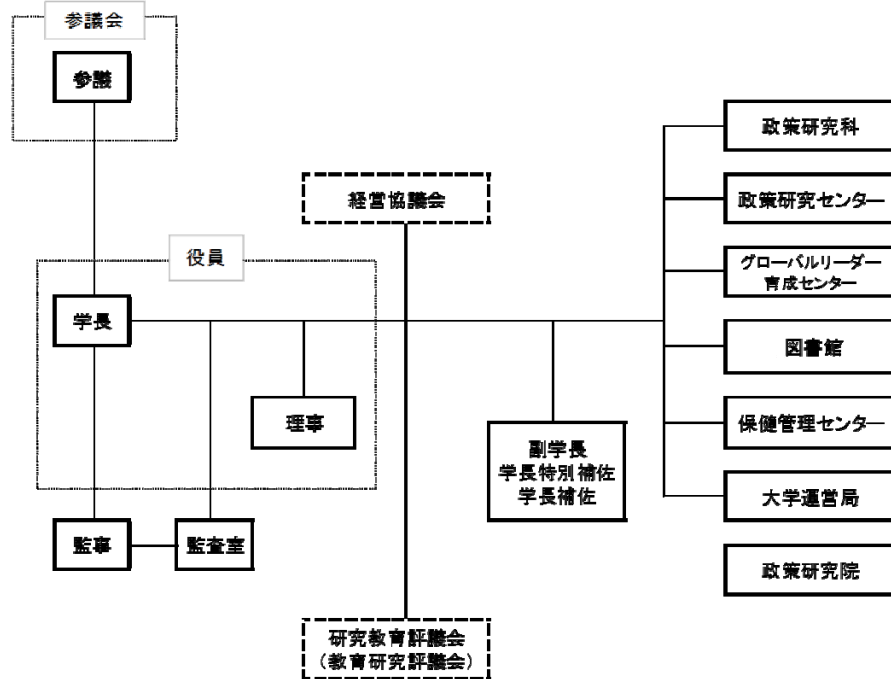 参議会
参議
経営協議会
役員
学長
理事
副学長
学長特別補佐
学長補佐
監事
監査室
研究教育評議会
(教育研究評議会)
政策研究科
政策研究センター
グローバルリーダー
育成センター
図書館
保健管理センター
大学運営局
政策研究院